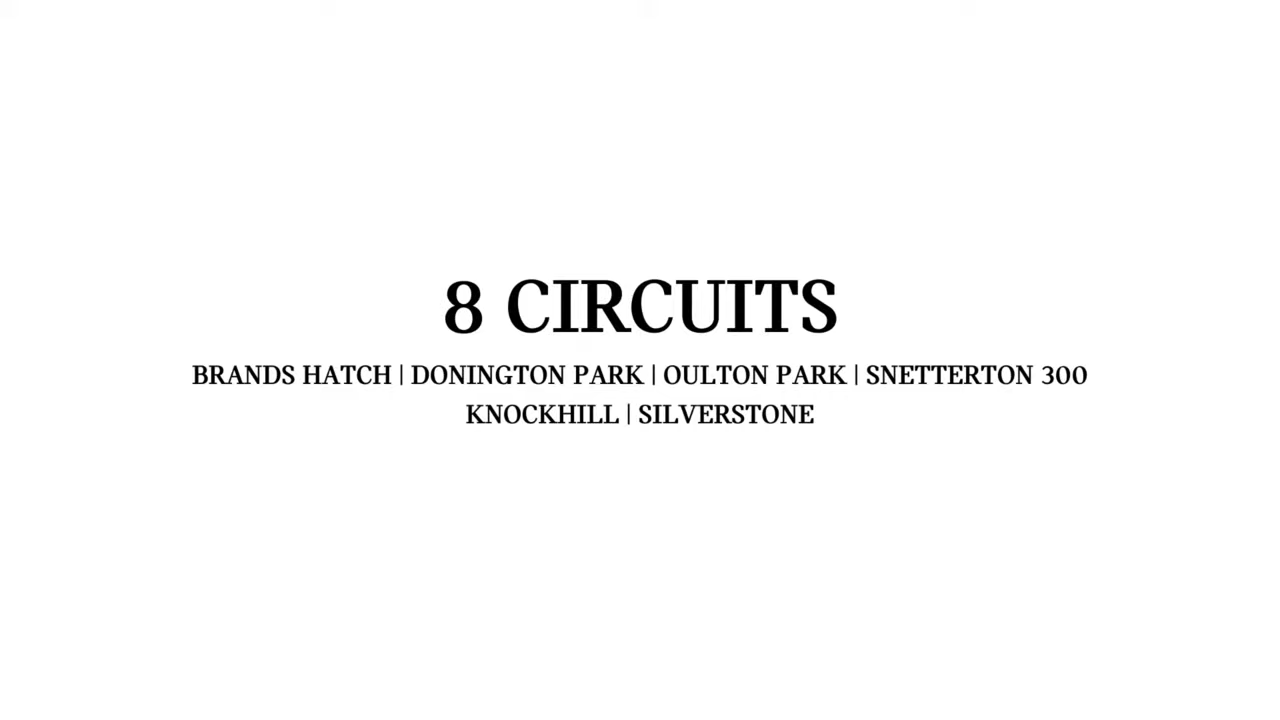 8 CIRCUITS
BRANDS HATCH | DONINGTON PARK | OULTON PARK | SNETTERTON 300
KNOCKHILL | SILVERSTONE